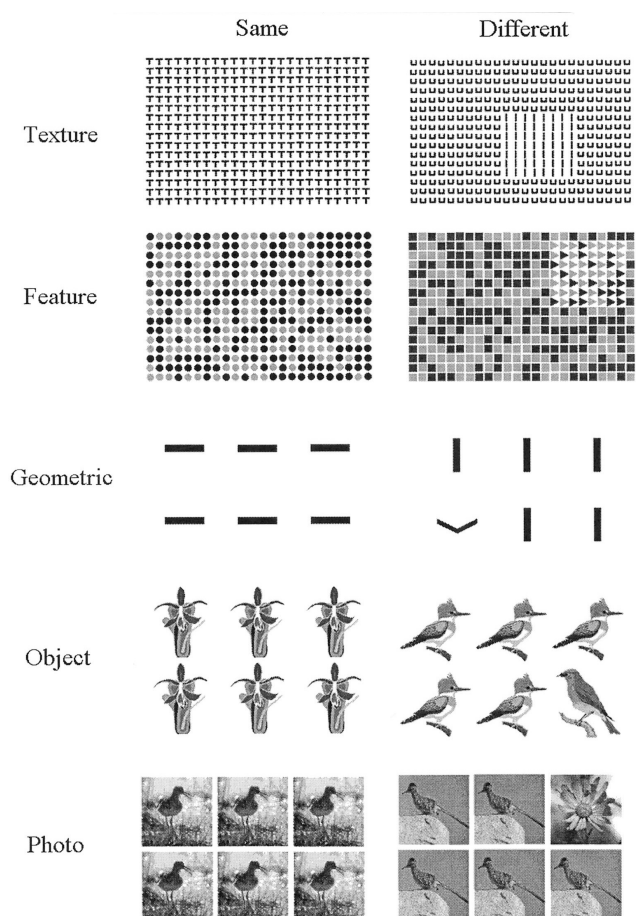 Same Different
Texture
Feature
Geometric
Object
Photo